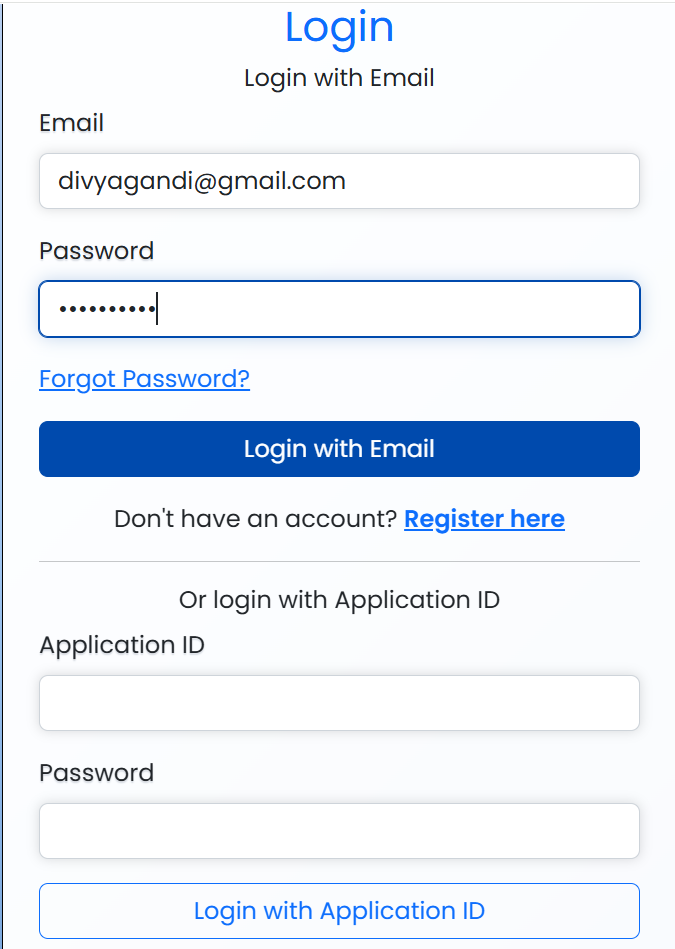 Login
Login with Email
Email
divyagandi@gmail.com
Password
••••••••••
Forgot Password?
Login with Email
Don't have an account? Register here
Or login with Application ID
Application ID
Password
Login with Application ID